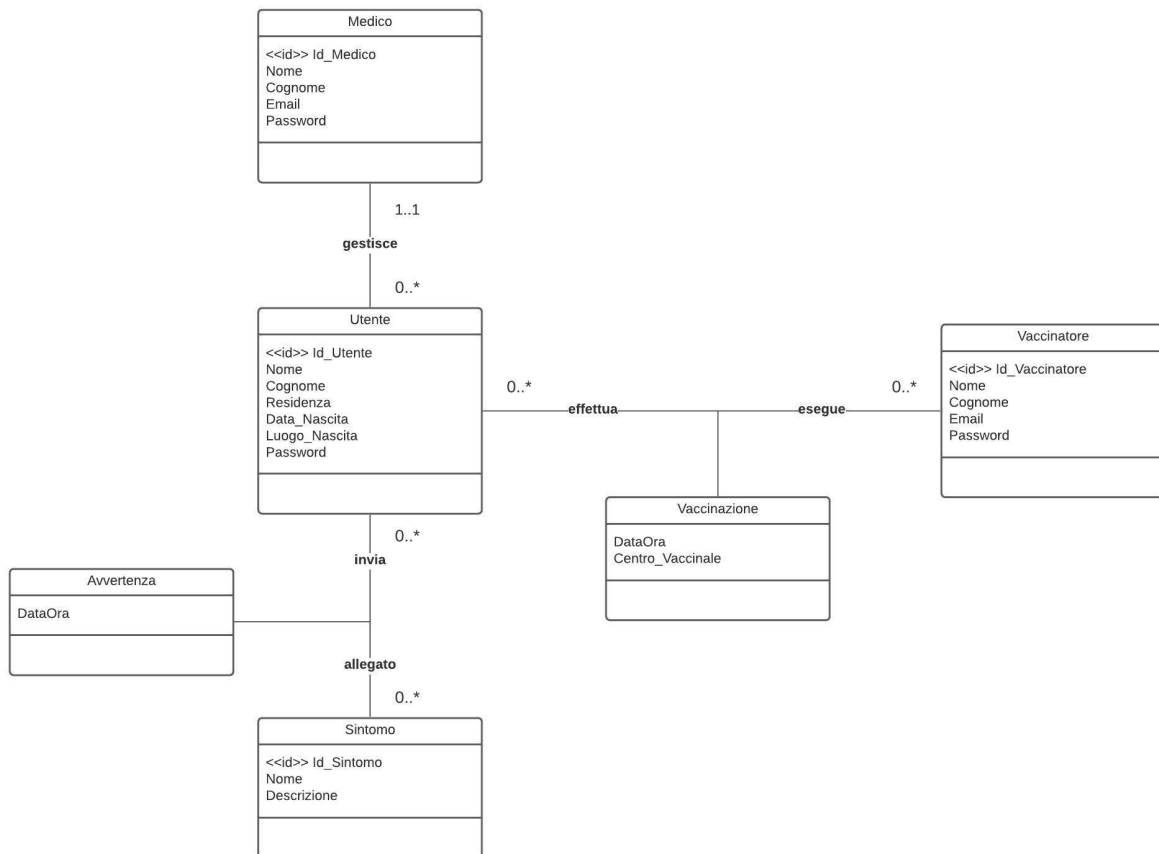 Medico
<<id>> Id_Medico
Nome
Cognome
Email
Password
1..1
gestisce
0..*
Utente
<<id>> Id_Utente
Nome
Cognome
Residenza
Data_Nascita
Luogo_Nascita
Password
0..*
effettua
esegue
0..*
Vaccinatore
<<id>> Id_Vaccinatore
Nome
Cognome
Email
Password
Vaccinazione
DataOra
Centro_Vaccinale
0..*
invia
Avvertenza
DataOra
allegato
0..*
Sintomo
<<id>> Id_Sintomo
Nome
Descrizione